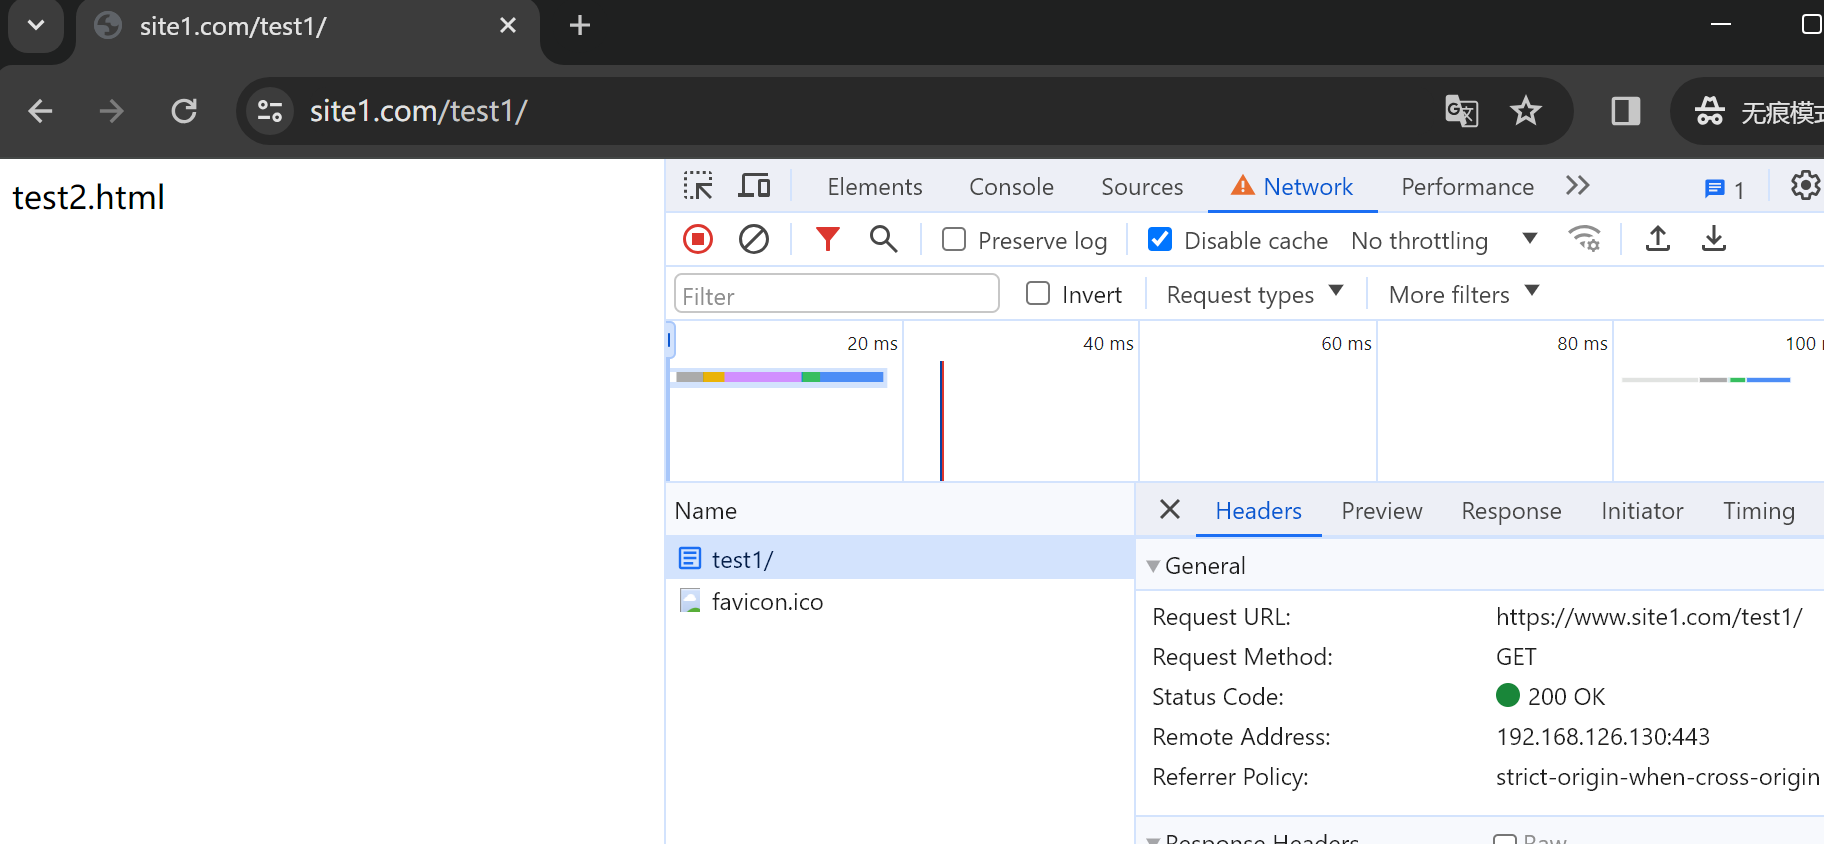 site1.com/test1/
site1.com/test1/
无痕模式
test2.html
Elements Console Sources Network Performance 1
Preserve log Disable cache No throttling
Filter Invert Request types More filters
20 ms 40 ms 60 ms 80 ms 100
Name
Headers Preview Response Initiator Timing
test1/
favicon.ico
General
Request URL: https://www.site1.com/test1/
Request Method: GET
Status Code: 200 OK
Remote Address: 192.168.126.130:443
Referrer Policy: strict-origin-when-cross-origin
Response Headers Raw